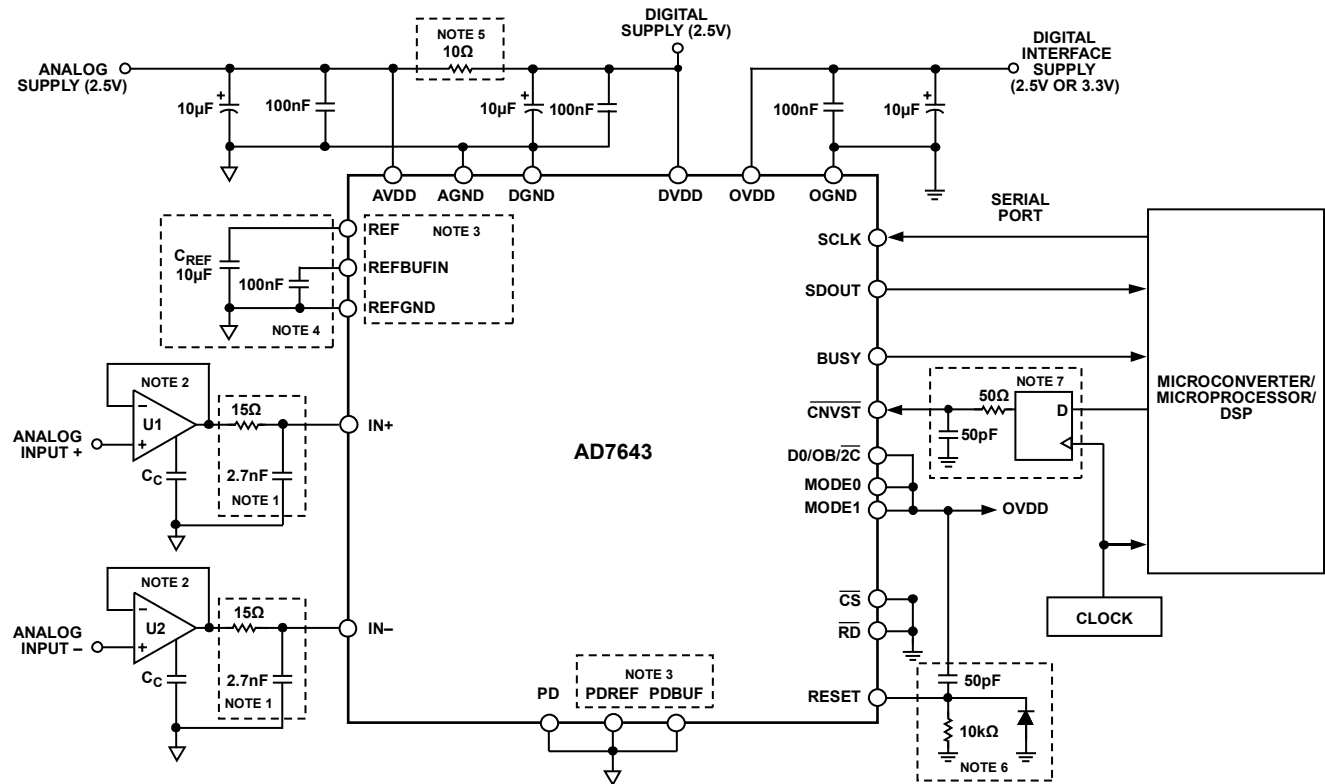 ANALOG
SUPPLY (2.5V)
NOTE 5
10Ω
DIGITAL
SUPPLY (2.5V)
DIGITAL
INTERFACE
SUPPLY
(2.5V OR 3.3V)
+
10µF
100nF
+
10µF
100nF
100nF
+
10µF
AVDD
AGND
DGND
DVDD
OVDD
OGND
SERIAL
PORT
REF
NOTE 3
REFBUFIN
REFGND
CREF
10µF
100nF
NOTE 4
SCLK
SDOUT
BUSY
CNVST
D0/OB/2C
MODE0
MODE1
OVDD
CS
RD
RESET
NOTE 7
50Ω
50pF
D
MICROCONVERTER/
MICROPROCESSOR/
DSP
CLOCK
AD7643
NOTE 2
–
U1
+
ANALOG
INPUT +
CC
15Ω
2.7nF
NOTE 1
IN+
NOTE 2
–
U2
+
ANALOG
INPUT –
CC
15Ω
2.7nF
NOTE 1
IN–
NOTE 3
PD
PDREF
PDBUF
50pF
10kΩ
NOTE 6